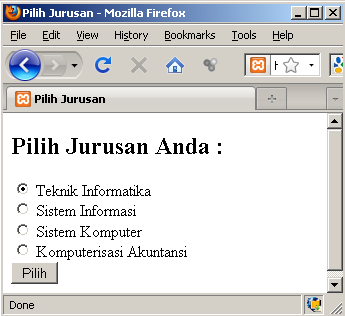 Pilih Jurusan - Mozilla Firefox
File Edit View History Bookmarks Tools Help
Pilih Jurusan
Pilih Jurusan Anda :
Teknik Informatika
Sistem Informasi
Sistem Komputer
Komputerisasi Akuntansi
Pilih
Done